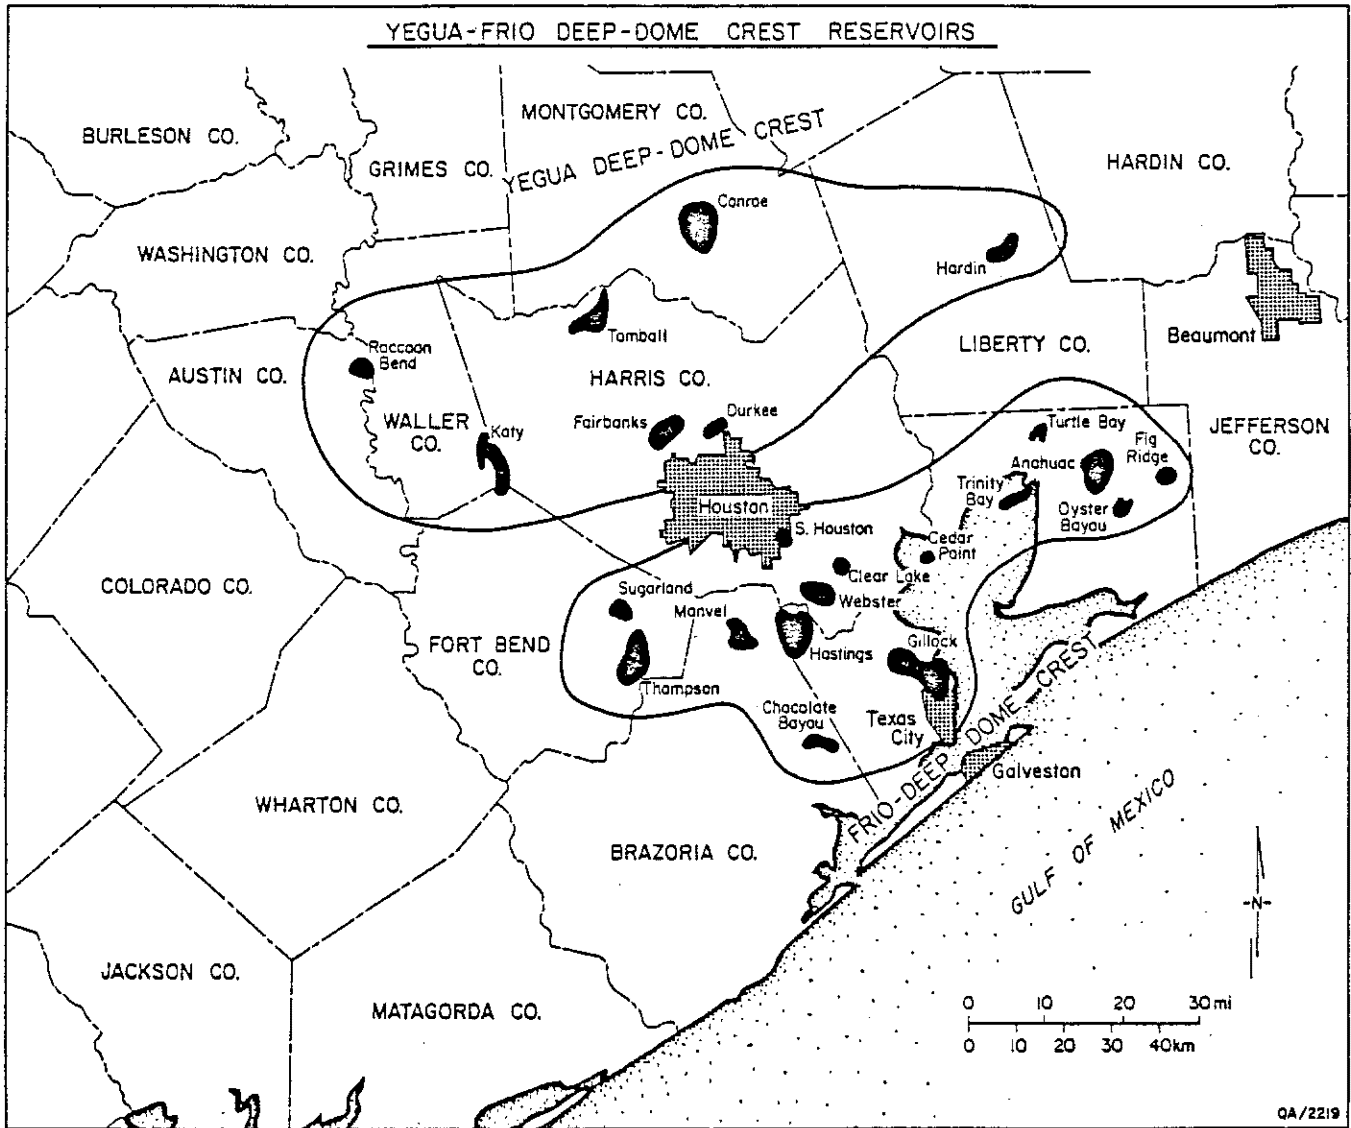 YEGUA-FRIO DEEP-DOME CREST RESERVOIRS
MONTGOMERY CO.
BURLESON CO.
YEGUA DEEP-DOME CREST
HARDIN CO.
GRIMES CO.
Conroe
WASHINGTON CO.
Hardin
Tomball
Beaumont
LIBERTY CO.
Raccoon
Bend
AUSTIN CO.
HARRIS CO.
Durkee
WALLER
CO.
Katy
Fairbanks
Turtle Bay
Fig
Ridge
JEFFERSON
CO.
Anahuac
Trinity
Bay
Oyster
Bayou
Houston
S. Houston
Cedar
Point
Clear Lake
COLORADO CO.
Sugarland
Manvel
Webster
FORT BEND
CO.
Hastings
Gillock
Thompson
Chocolate
Bayou
Texas
City
FRIO-DEEP DOME CREST
Galveston
WHARTON CO.
BRAZORIA CO.
GULF OF MEXICO
-N-
JACKSON CO.
MATAGORDA CO.
0 10 20 30 mi
0 10 20 30 40km
QA/2219